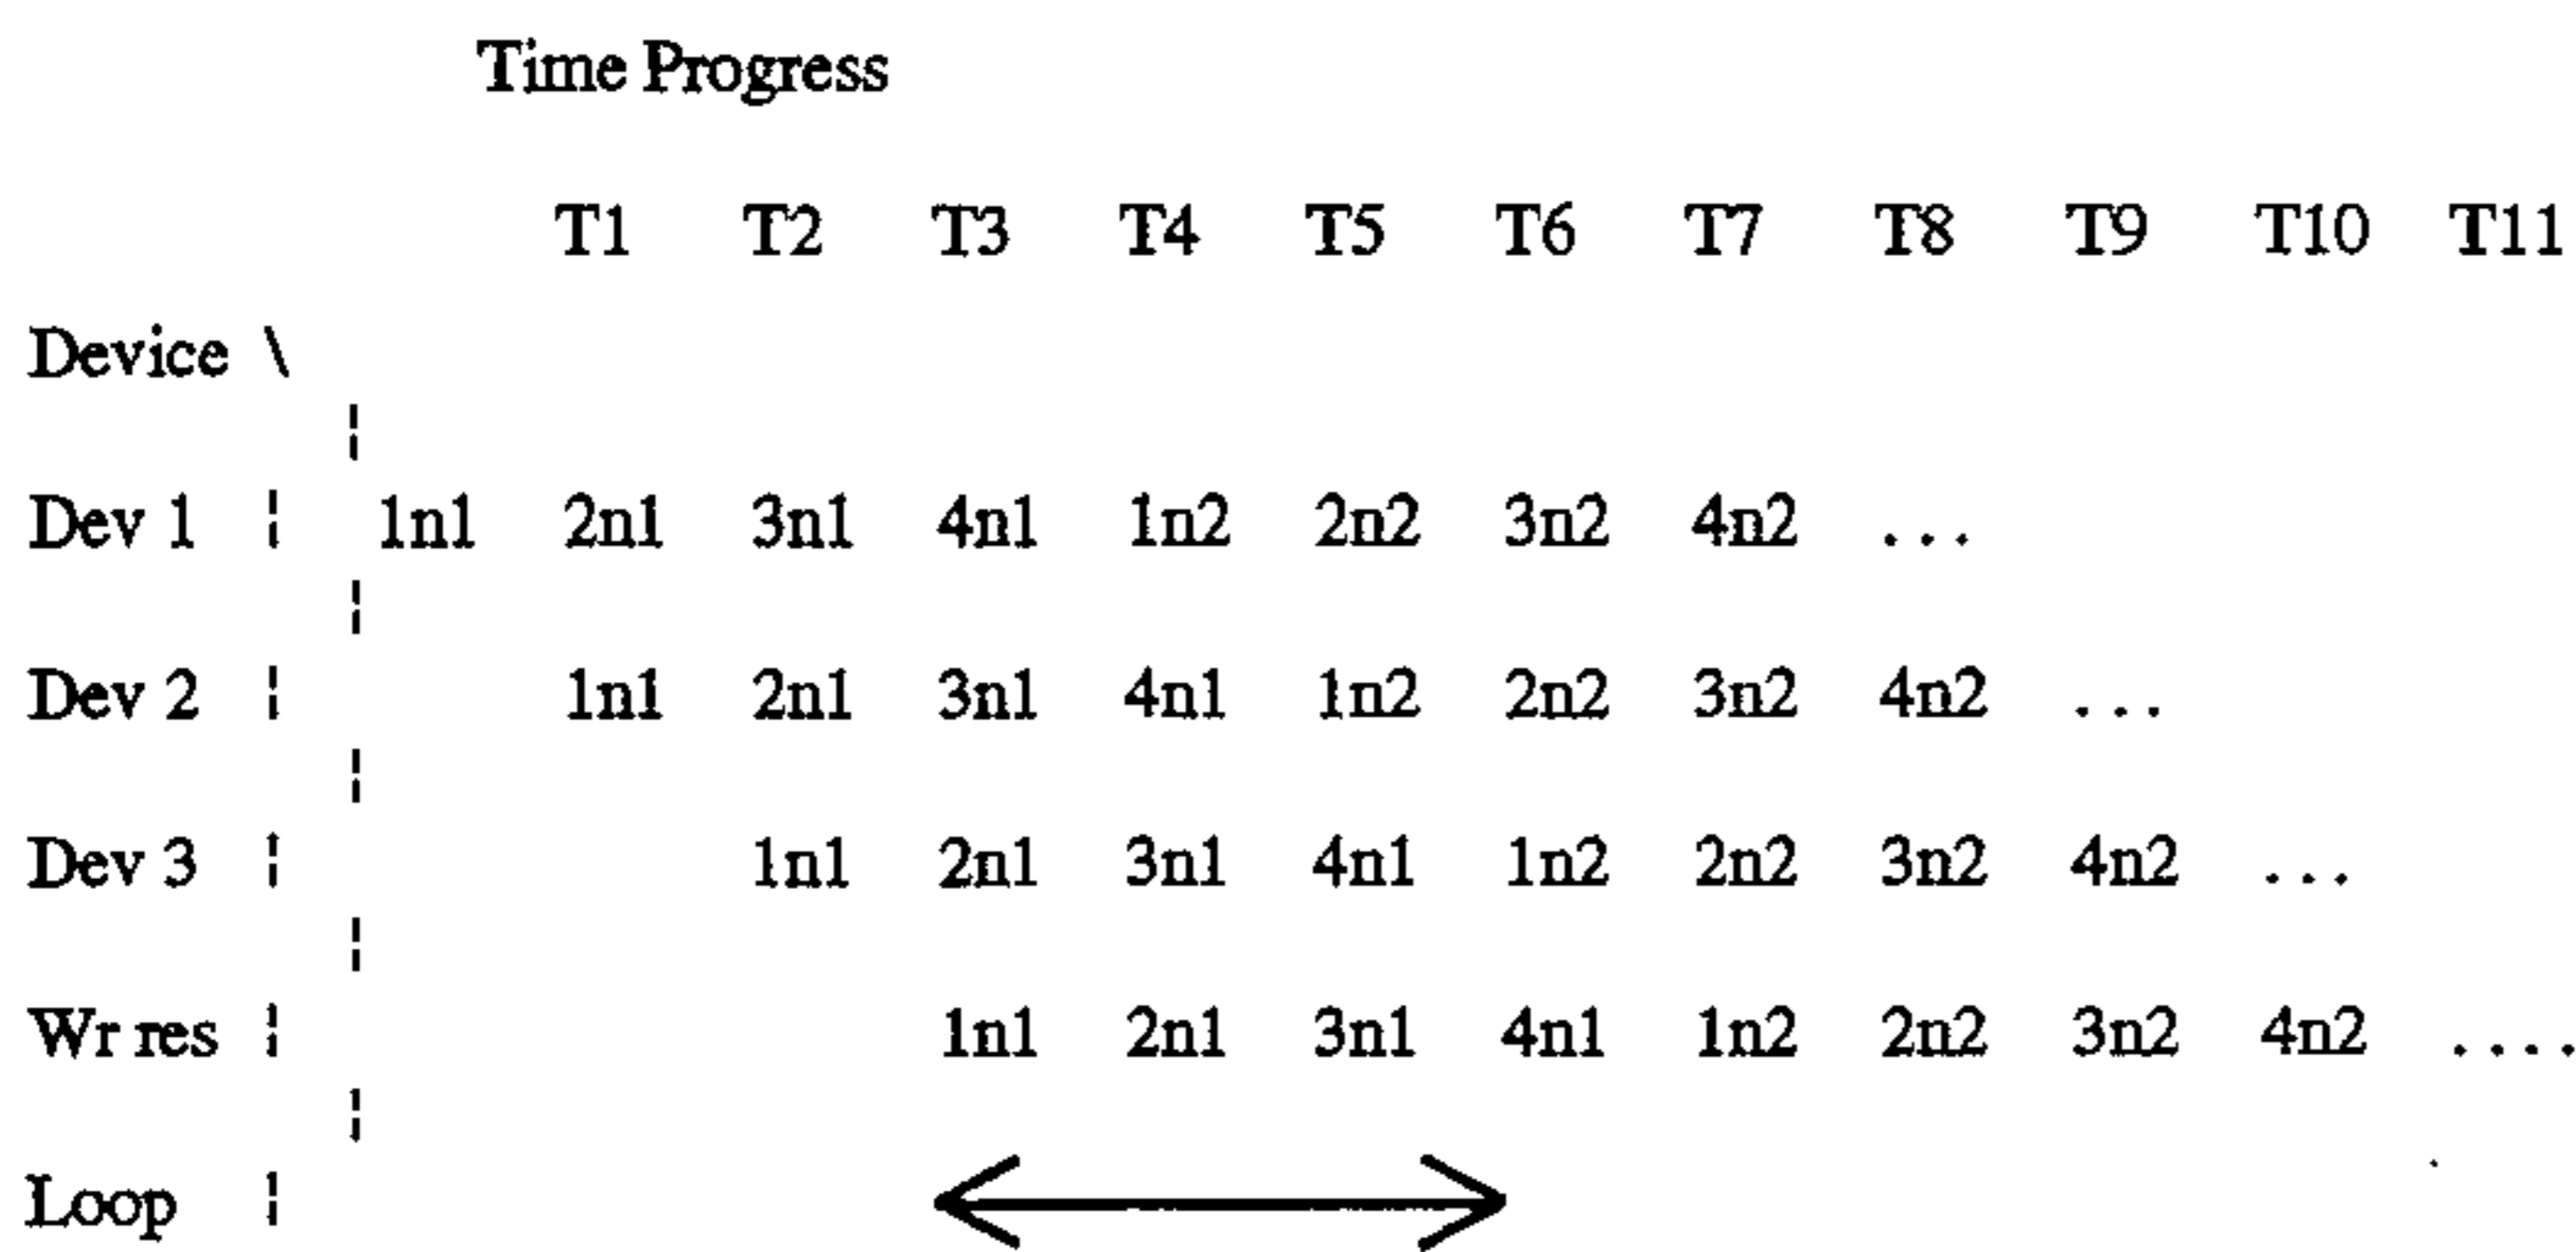 Time Progress
T1 T2 T3 T4 T5 T6 T7 T8 T9 T10 T11
Device \
Dev 1 ¦ 1n1 2n1 3n1 4n1 1n2 2n2 3n2 4n2 ...
Dev 2 ¦ 1n1 2n1 3n1 4n1 1n2 2n2 3n2 4n2 ...
Dev 3 ¦ 1n1 2n1 3n1 4n1 1n2 2n2 3n2 4n2 ...
Wr res ¦ 1n1 2n1 3n1 4n1 1n2 2n2 3n2 4n2 ....
Loop ¦